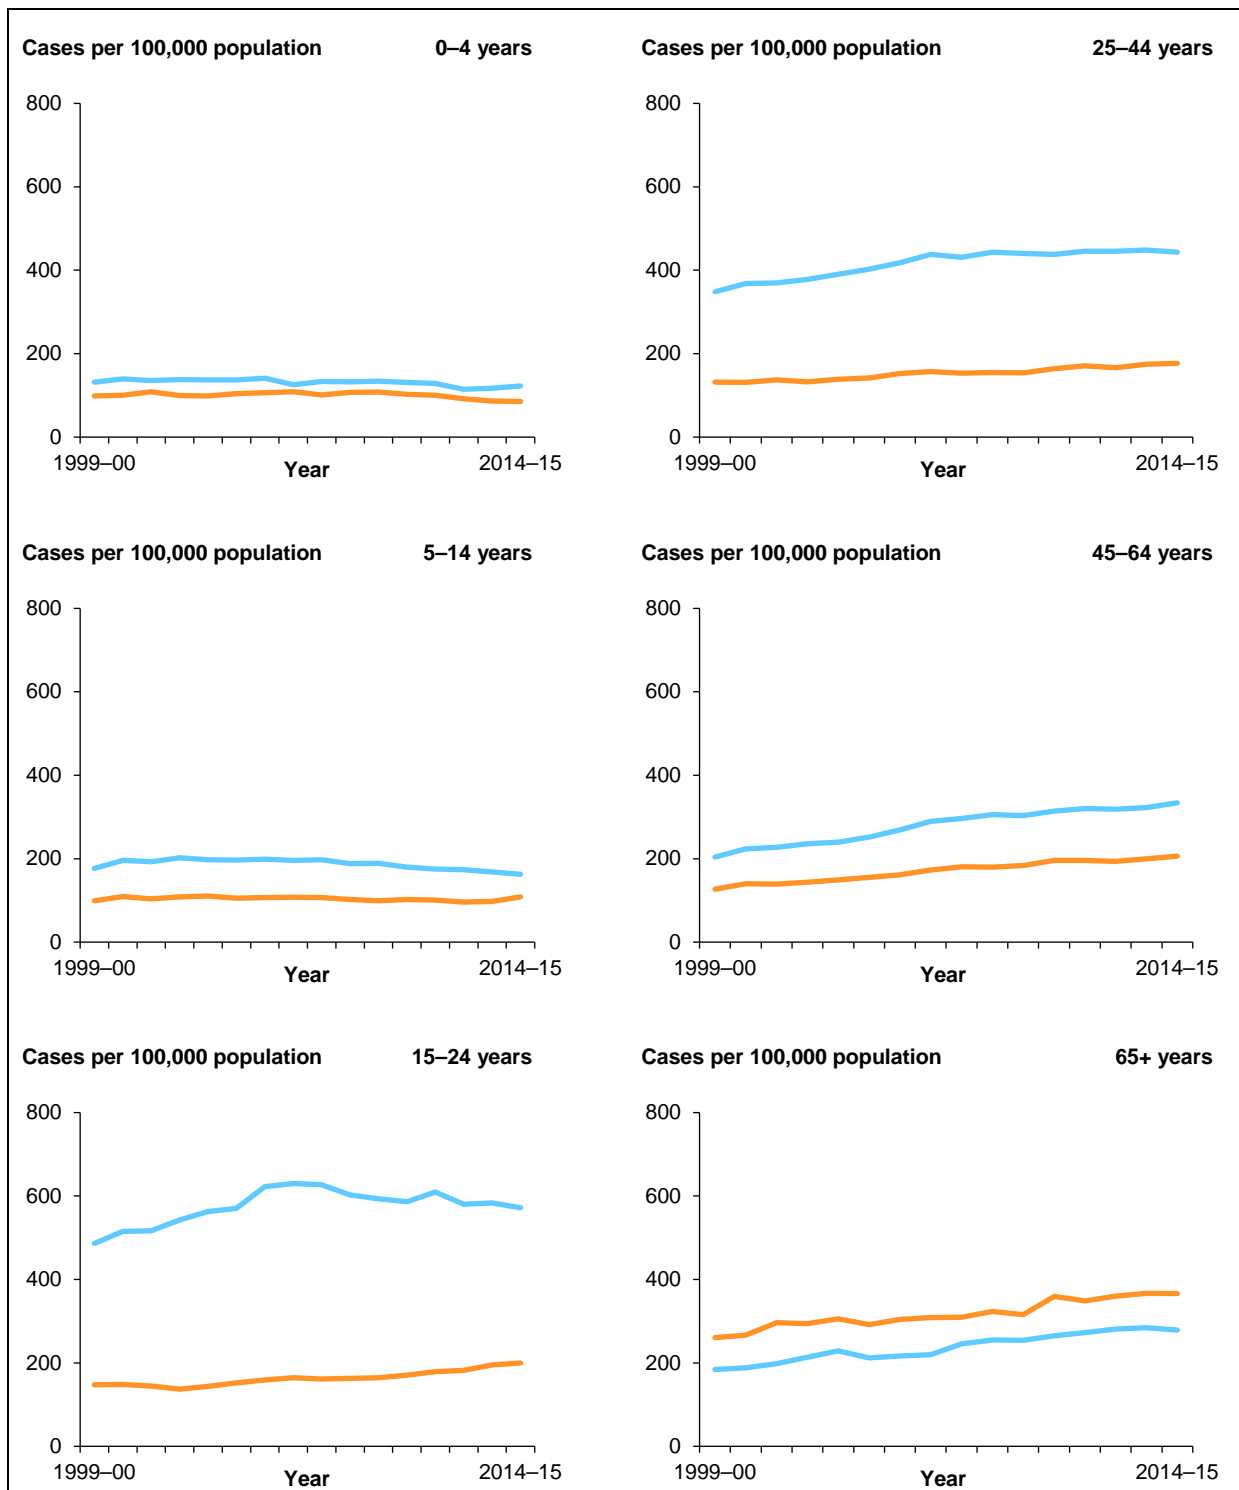 Cases per 100,000 population 0–4 years
800
600
400
200
0
1999–00 Year 2014–15
Cases per 100,000 population 25–44 years
800
600
400
200
0
1999–00 Year 2014–15
Cases per 100,000 population 5–14 years
800
600
400
200
0
1999–00 Year 2014–15
Cases per 100,000 population 45–64 years
800
600
400
200
0
1999–00 Year 2014–15
Cases per 100,000 population 15–24 years
800
600
400
200
0
1999–00 Year 2014–15
Cases per 100,000 population 65+ years
800
600
400
200
0
1999–00 Year 2014–15